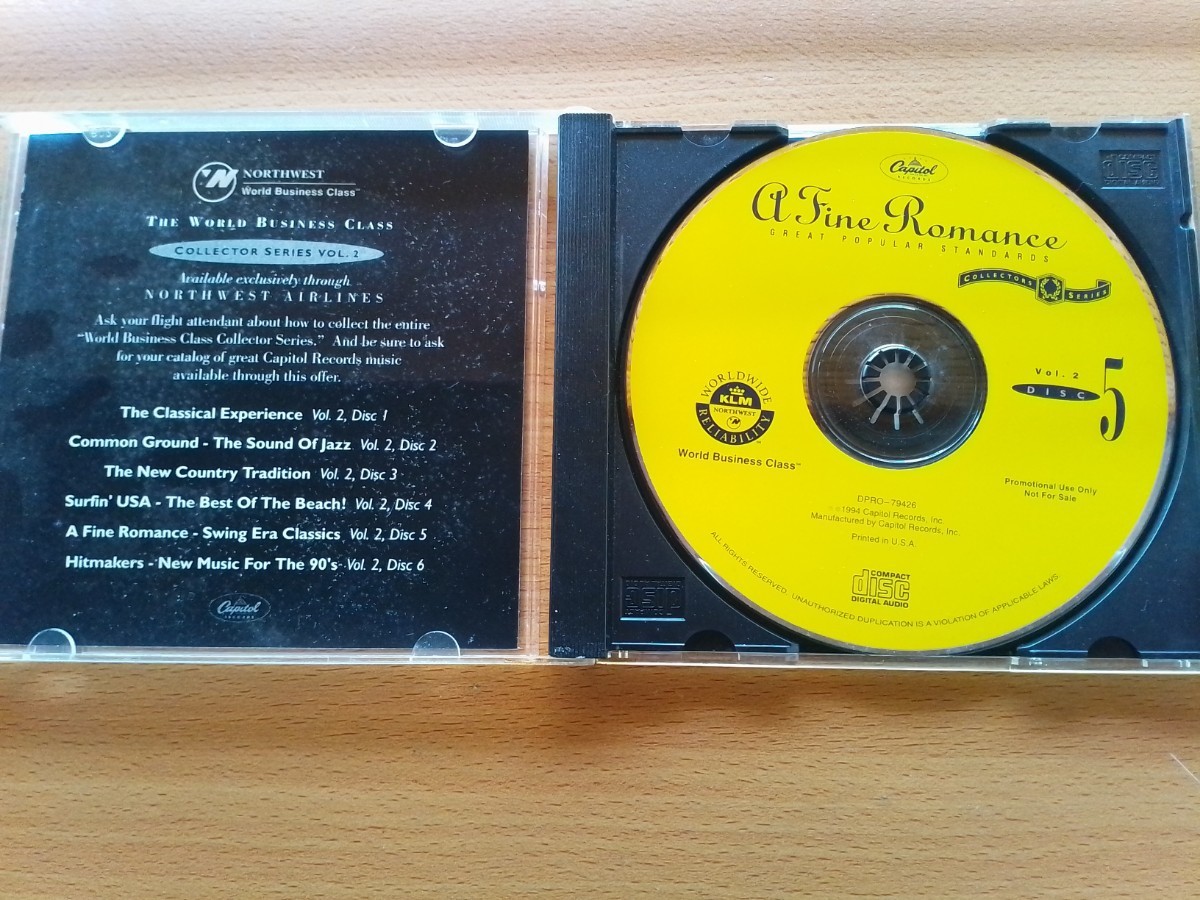 NORTHWEST
World Business Class
THE WORLD BUSINESS CLASS
COLLECTOR SERIES VOL. 2
Available exclusively through
NORTHWEST AIRLINES
Ask your flight attendant about how to collect the entire
"World Business Class Collector Series." And be sure to ask
for your catalog of great Capitol Records music
available through this offer.
The Classical Experience Vol. 2, Disc 1
Common Ground - The Sound Of Jazz Vol. 2, Disc 2
The New Country Tradition Vol. 2, Disc 3
Surfin' USA - The Best Of The Beach! Vol. 2, Disc 4
A Fine Romance - Swing Era Classics Vol. 2, Disc 5
Hitmakers - New Music For The 90's Vol. 2, Disc 6
Capitol
RECORDS
Capitol
RECORDS
A Fine Romance
GREAT POPULAR STANDARDS
COLLECTORS SERIES
Vol. 2
DISC 5
WORLDWIDE
KLM
NORTHWEST
RELIABILITY
World Business Class™
Promotional Use Only
Not For Sale
DPRO-79426
1994 Capitol Records, Inc.
Manufactured by Capitol Records, Inc.
Printed in U.S.A.
COMPACT
disc
DIGITAL AUDIO
ALL RIGHTS RESERVED. UNAUTHORIZED DUPLICATION IS A VIOLATION OF APPLICABLE LAWS.